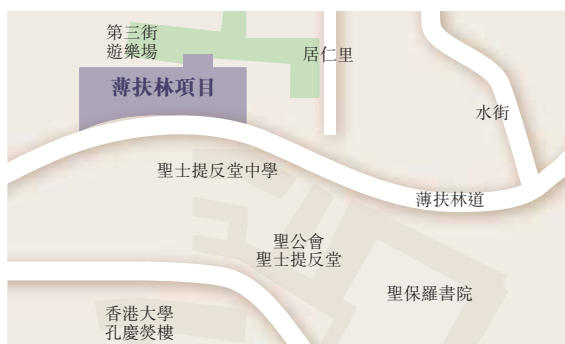 第三街
遊樂場
居仁里
薄扶林項目
水街
聖士提反堂中學
薄扶林道
聖公會
聖士提反堂
聖保羅書院
香港大學
孔慶熒樓